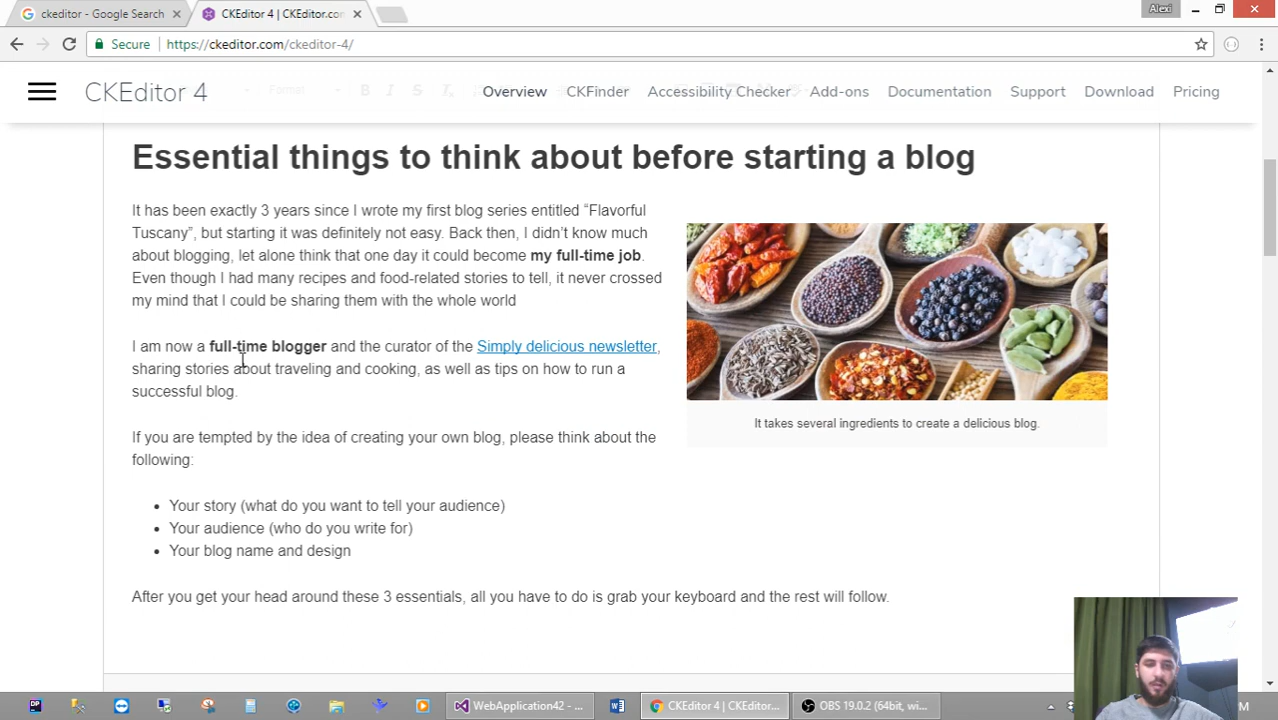 ckeditor - Google Search
CKEditor 4 | CKEditor.con
Alexi
Secure
https://ckeditor.com/ckeditor-4/
CKEditor 4
Overview
CKFinder
Accessibility Checker
Add-ons
Documentation
Support
Download
Pricing
Essential things to think about before starting a blog
It has been exactly 3 years since I wrote my first blog series entitled “Flavorful
Tuscany”, but starting it was definitely not easy. Back then, I didn’t know much
about blogging, let alone think that one day it could become my full-time job.
Even though I had many recipes and food-related stories to tell, it never crossed
my mind that I could be sharing them with the whole world
I am now a full-time blogger and the curator of the Simply delicious newsletter,
sharing stories about traveling and cooking, as well as tips on how to run a
successful blog.
If you are tempted by the idea of creating your own blog, please think about the
following:
Your story (what do you want to tell your audience)
Your audience (who do you write for)
Your blog name and design
After you get your head around these 3 essentials, all you have to do is grab your keyboard and the rest will follow.
It takes several ingredients to create a delicious blog.
DP
WebApplication42 - ...
CKEditor 4 | CKEditor...
OBS 19.0.2 (64bit, wi...
M